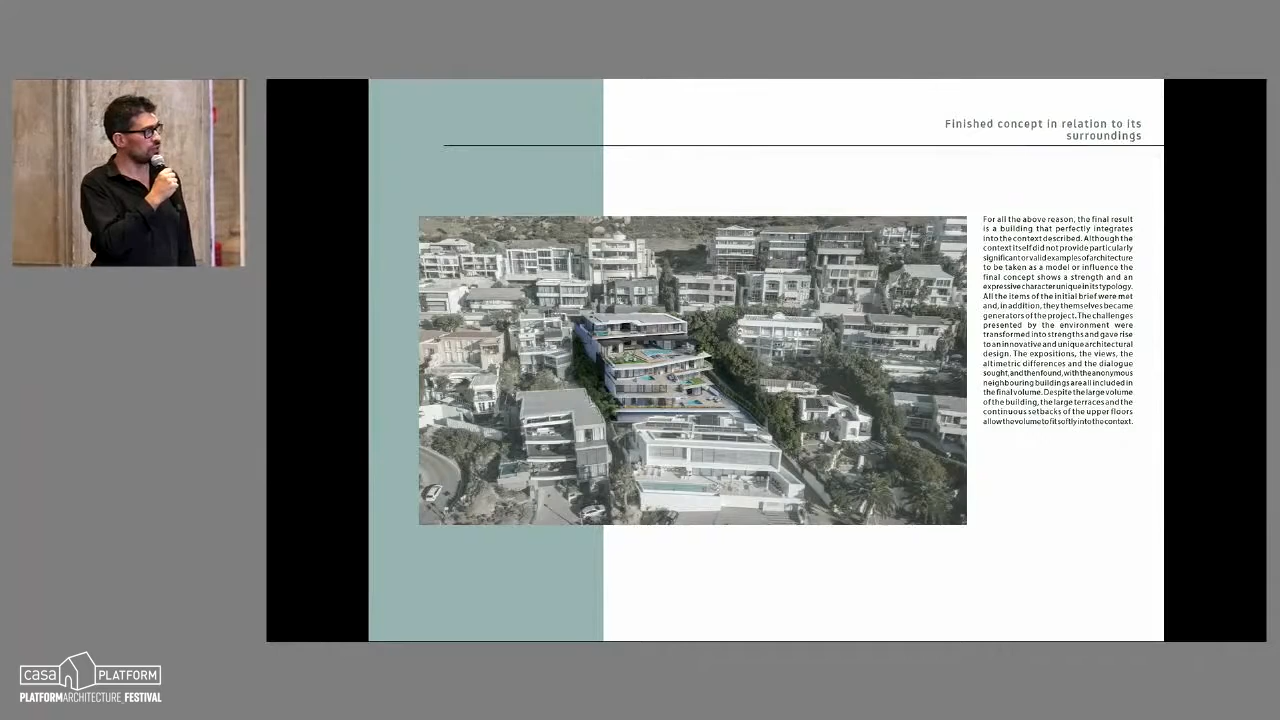 Finished concept in relation to its
surroundings
For all the above reason, the final result
is a building that perfectly integrates
into the context described. Although the
context itself did not provide particularly
significant or valid examples of architecture
to be taken as a model or influence the
final concept shows a strength and an
expressive character unique in its typology.
All the items of the initial brief were met
and, in addition, they themselves became
generators of the project. The challenges
presented by the environment were
transformed into strengths and gave rise
to an innovative and unique architectural
design. The expositions, the views, the
altimetric differences and the dialogue
sought, and then found, with the anonymous
neighbouring buildings are all included in
the final volume. Despite the large volume
of the building, the large terraces and the
continuous setbacks of the upper floors
allow the volume to fit softly into the context.
casa PLATFORM
PLATFORMARCHITECTURE_FESTIVAL